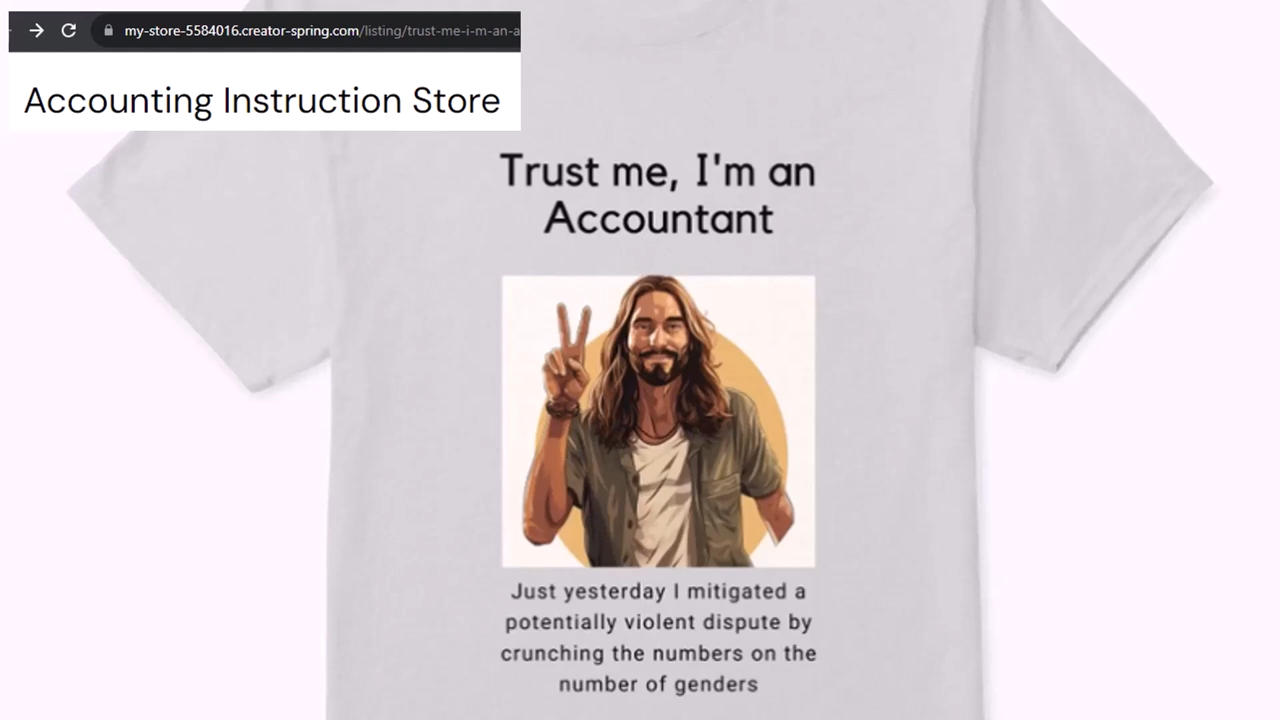 my-store-5584016.creator-spring.com/listing/trust-me-i-m-an-a
Accounting Instruction Store
Trust me, I'm an
Accountant
Just yesterday I mitigated a
potentially violent dispute by
crunching the numbers on the
number of genders